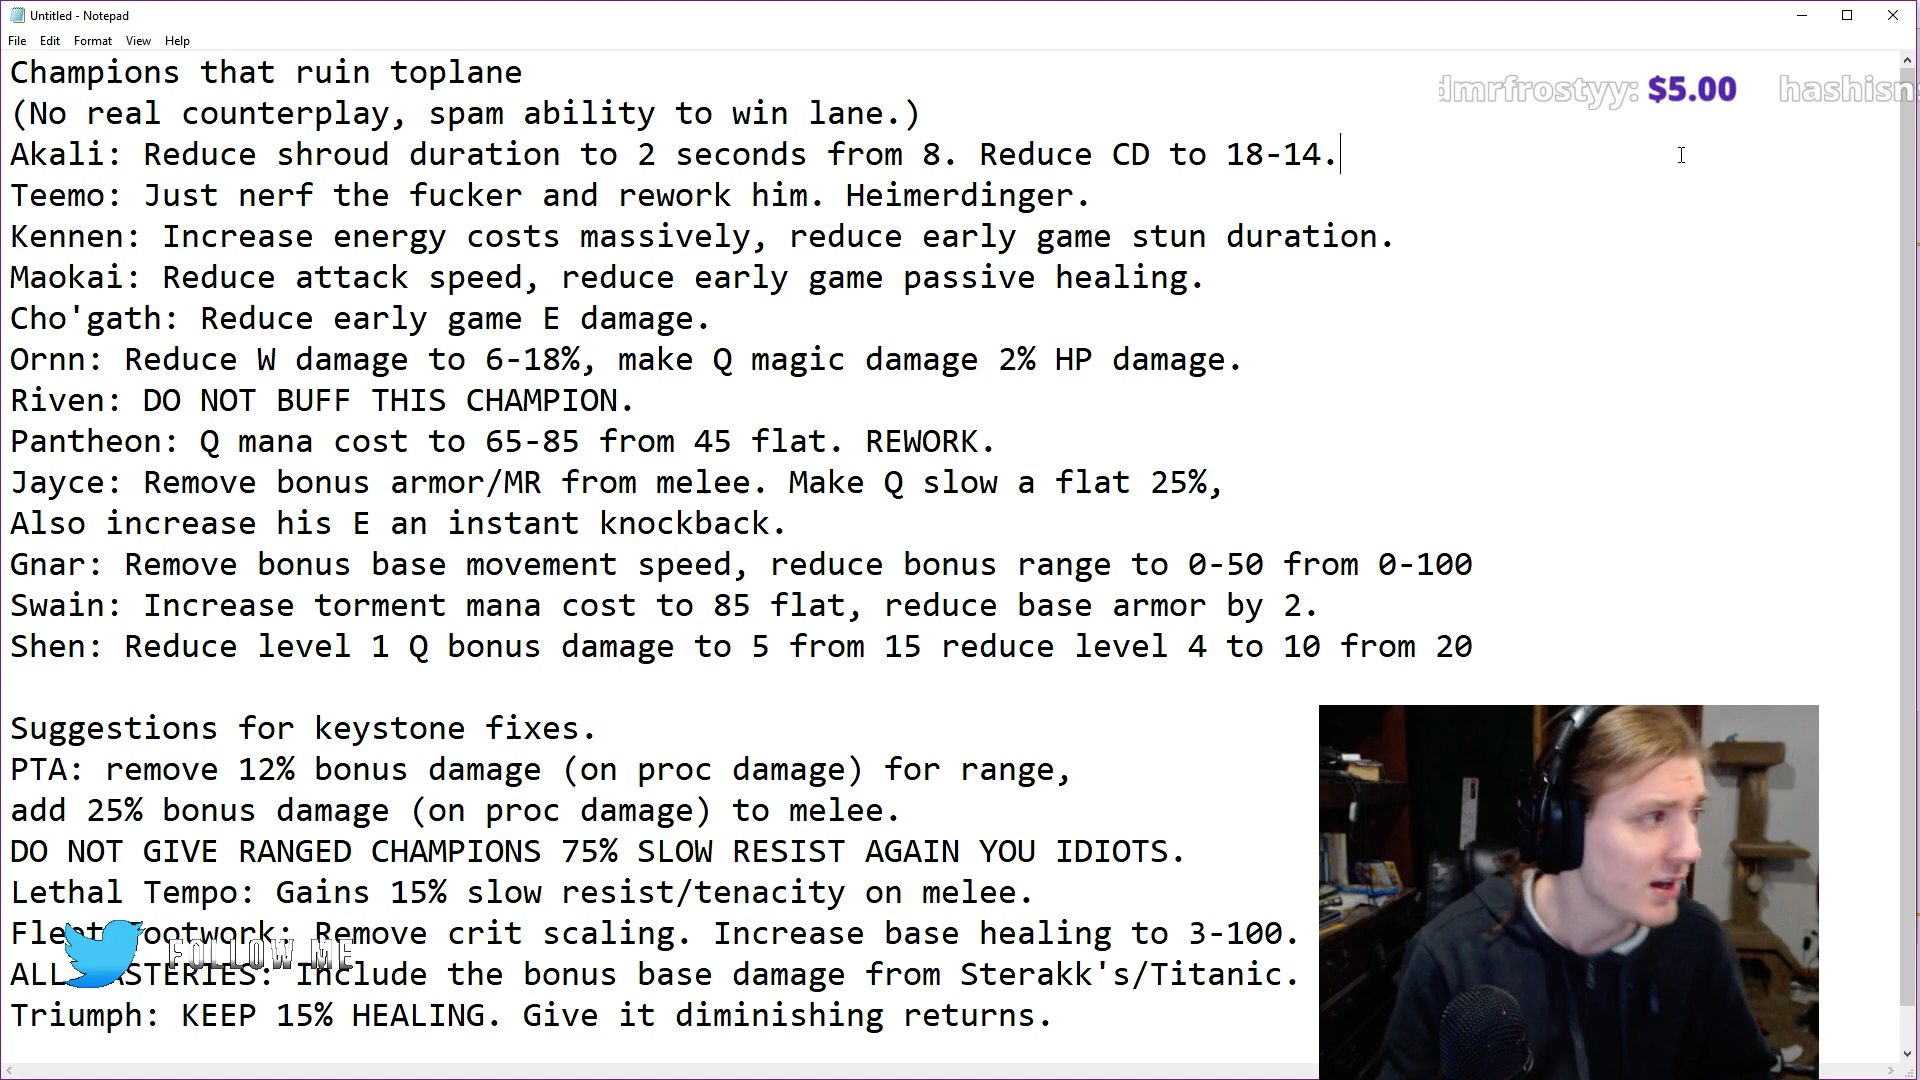 Untitled - Notepad
File Edit Format View Help
Champions that ruin toplane
(No real counterplay, spam ability to win lane.)
dmrfrostyy: $5.00 hashisn
Akali: Reduce shroud duration to 2 seconds from 8. Reduce CD to 18-14.
Teemo: Just nerf the fucker and rework him. Heimerdinger.
Kennen: Increase energy costs massively, reduce early game stun duration.
Maokai: Reduce attack speed, reduce early game passive healing.
Cho'gath: Reduce early game E damage.
Ornn: Reduce W damage to 6-18%, make Q magic damage 2% HP damage.
Riven: DO NOT BUFF THIS CHAMPION.
Pantheon: Q mana cost to 65-85 from 45 flat. REWORK.
Jayce: Remove bonus armor/MR from melee. Make Q slow a flat 25%,
Also increase his E an instant knockback.
Gnar: Remove bonus base movement speed, reduce bonus range to 0-50 from 0-100
Swain: Increase torment mana cost to 85 flat, reduce base armor by 2.
Shen: Reduce level 1 Q bonus damage to 5 from 15 reduce level 4 to 10 from 20
Suggestions for keystone fixes.
PTA: remove 12% bonus damage (on proc damage) for range,
add 25% bonus damage (on proc damage) to melee.
DO NOT GIVE RANGED CHAMPIONS 75% SLOW RESIST AGAIN YOU IDIOTS.
Lethal Tempo: Gains 15% slow resist/tenacity on melee.
Fleet Footwork: Remove crit scaling. Increase base healing to 3-100.
FOLLOW ME
ALL MASTERIES: Include the bonus base damage from Sterakk's/Titanic.
Triumph: KEEP 15% HEALING. Give it diminishing returns.